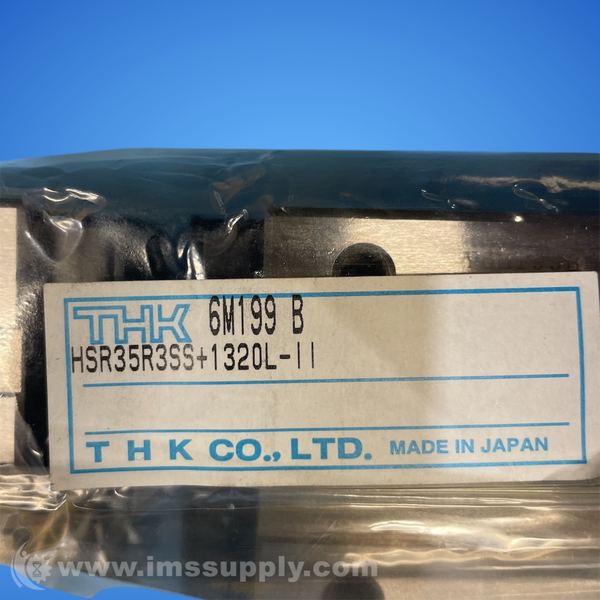 THK 6M199 B
HSR35R3SS+1320L-II
THK CO., LTD. MADE IN JAPAN
www.imssupply.com